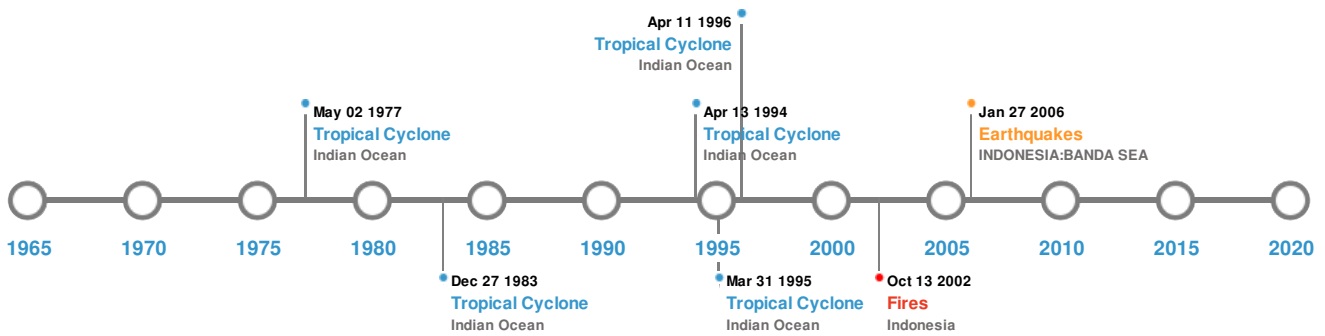 Apr 11 1996
Tropical Cyclone
Indian Ocean
May 02 1977
Tropical Cyclone
Indian Ocean
Apr 13 1994
Tropical Cyclone
Indian Ocean
Jan 27 2006
Earthquakes
INDONESIA:BANDA SEA
1965 1970 1975 1980 1985 1990 1995 2000 2005 2010 2015 2020
Dec 27 1983
Tropical Cyclone
Indian Ocean
Mar 31 1995
Tropical Cyclone
Indian Ocean
Oct 13 2002
Fires
Indonesia